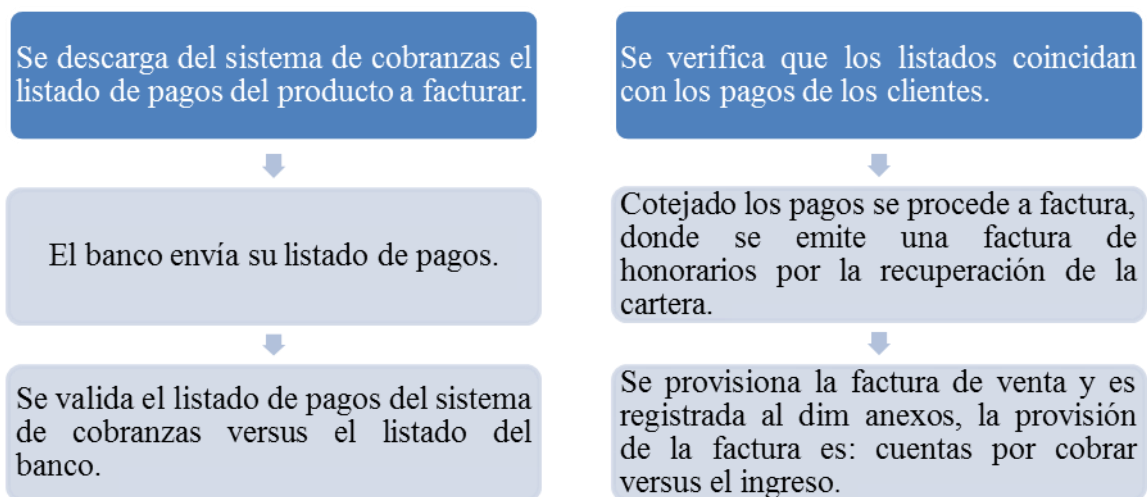 Se descarga del sistema de cobranzas el
listado de pagos del producto a facturar.
El banco envía su listado de pagos.
Se valida el listado de pagos del sistema
de cobranzas versus el listado del
banco.
Se verifica que los listados coincidan
con los pagos de los clientes.
Cotejado los pagos se procede a factura,
donde se emite una factura de
honorarios por la recuperación de la
cartera.
Se provisiona la factura de venta y es
registrada al dim anexos, la provisión
de la factura es: cuentas por cobrar
versus el ingreso.